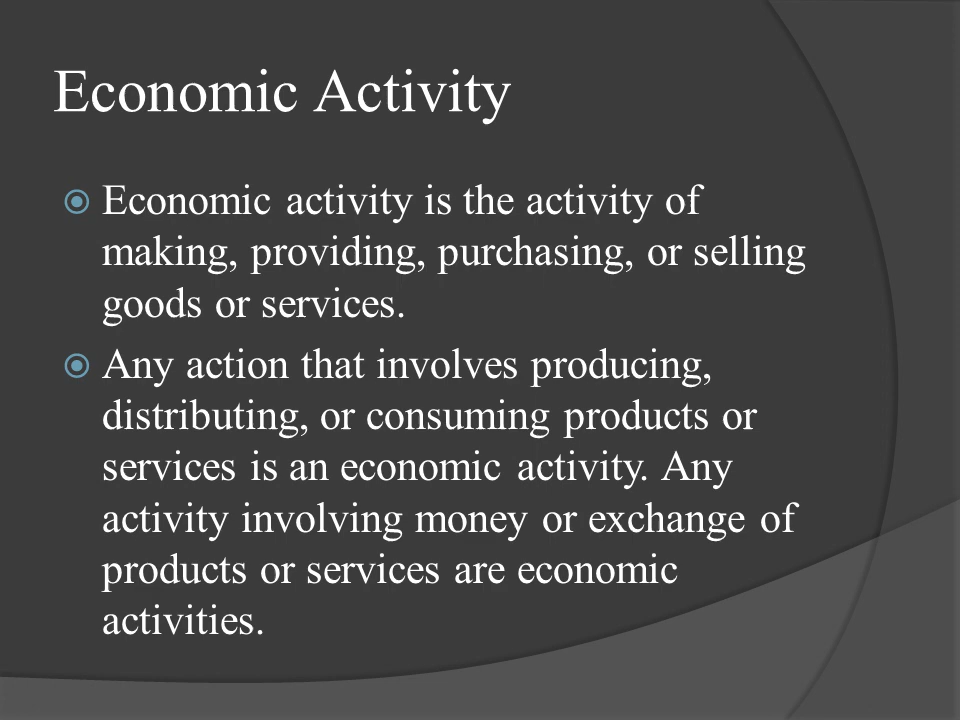 Economic Activity
Economic activity is the activity of
making, providing, purchasing, or selling
goods or services.
Any action that involves producing,
distributing, or consuming products or
services is an economic activity. Any
activity involving money or exchange of
products or services are economic
activities.